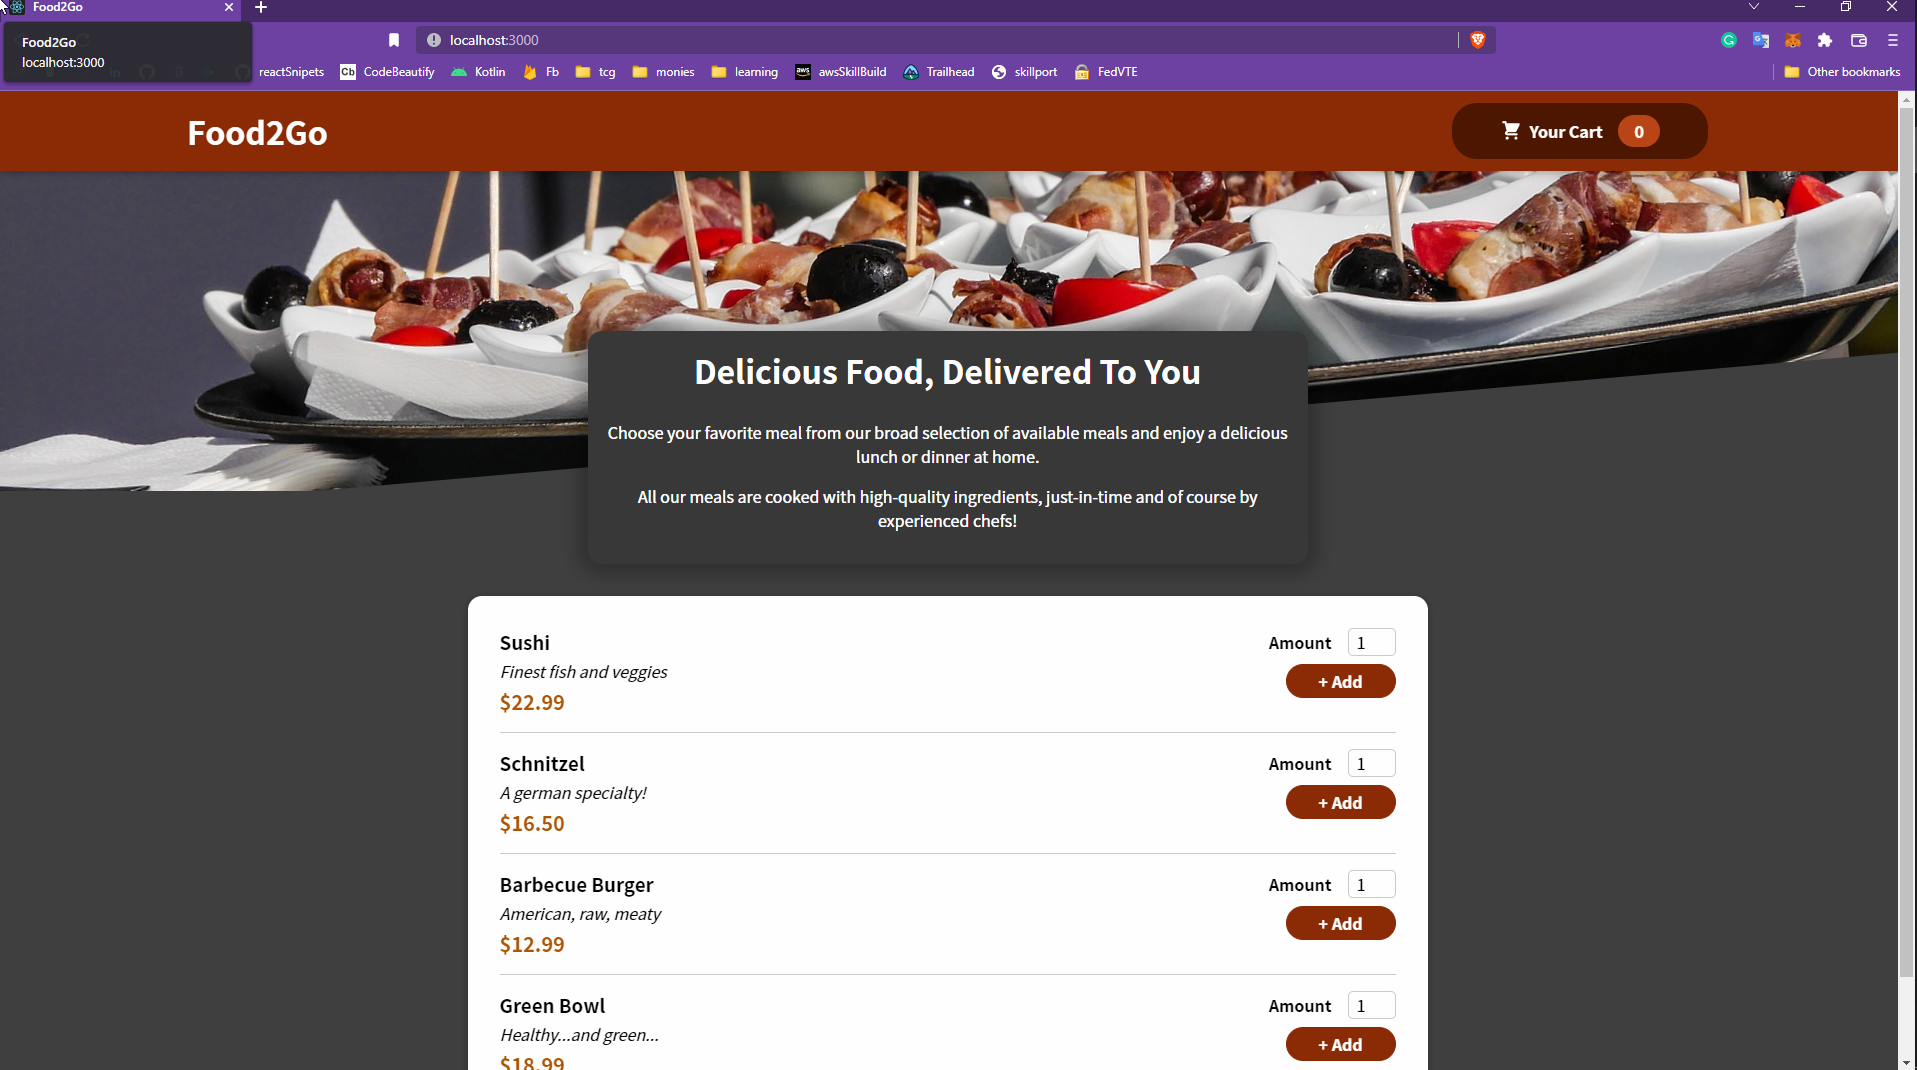 Food2Go
Food2Go
localhost:3000
localhost:3000
reactSnipets
Cb CodeBeautify
Kotlin
Fb
tcg
monies
learning
aws awsSkillBuild
Trailhead
skillport
FedVTE
Other bookmarks
Food2Go
Your Cart 0
Delicious Food, Delivered To You
Choose your favorite meal from our broad selection of available meals and enjoy a delicious
lunch or dinner at home.
All our meals are cooked with high-quality ingredients, just-in-time and of course by
experienced chefs!
Sushi
Finest fish and veggies
$22.99
Amount 1
+ Add
Schnitzel
A german specialty!
$16.50
Amount 1
+ Add
Barbecue Burger
American, raw, meaty
$12.99
Amount 1
+ Add
Green Bowl
Healthy...and green...
$18.99
Amount 1
+ Add